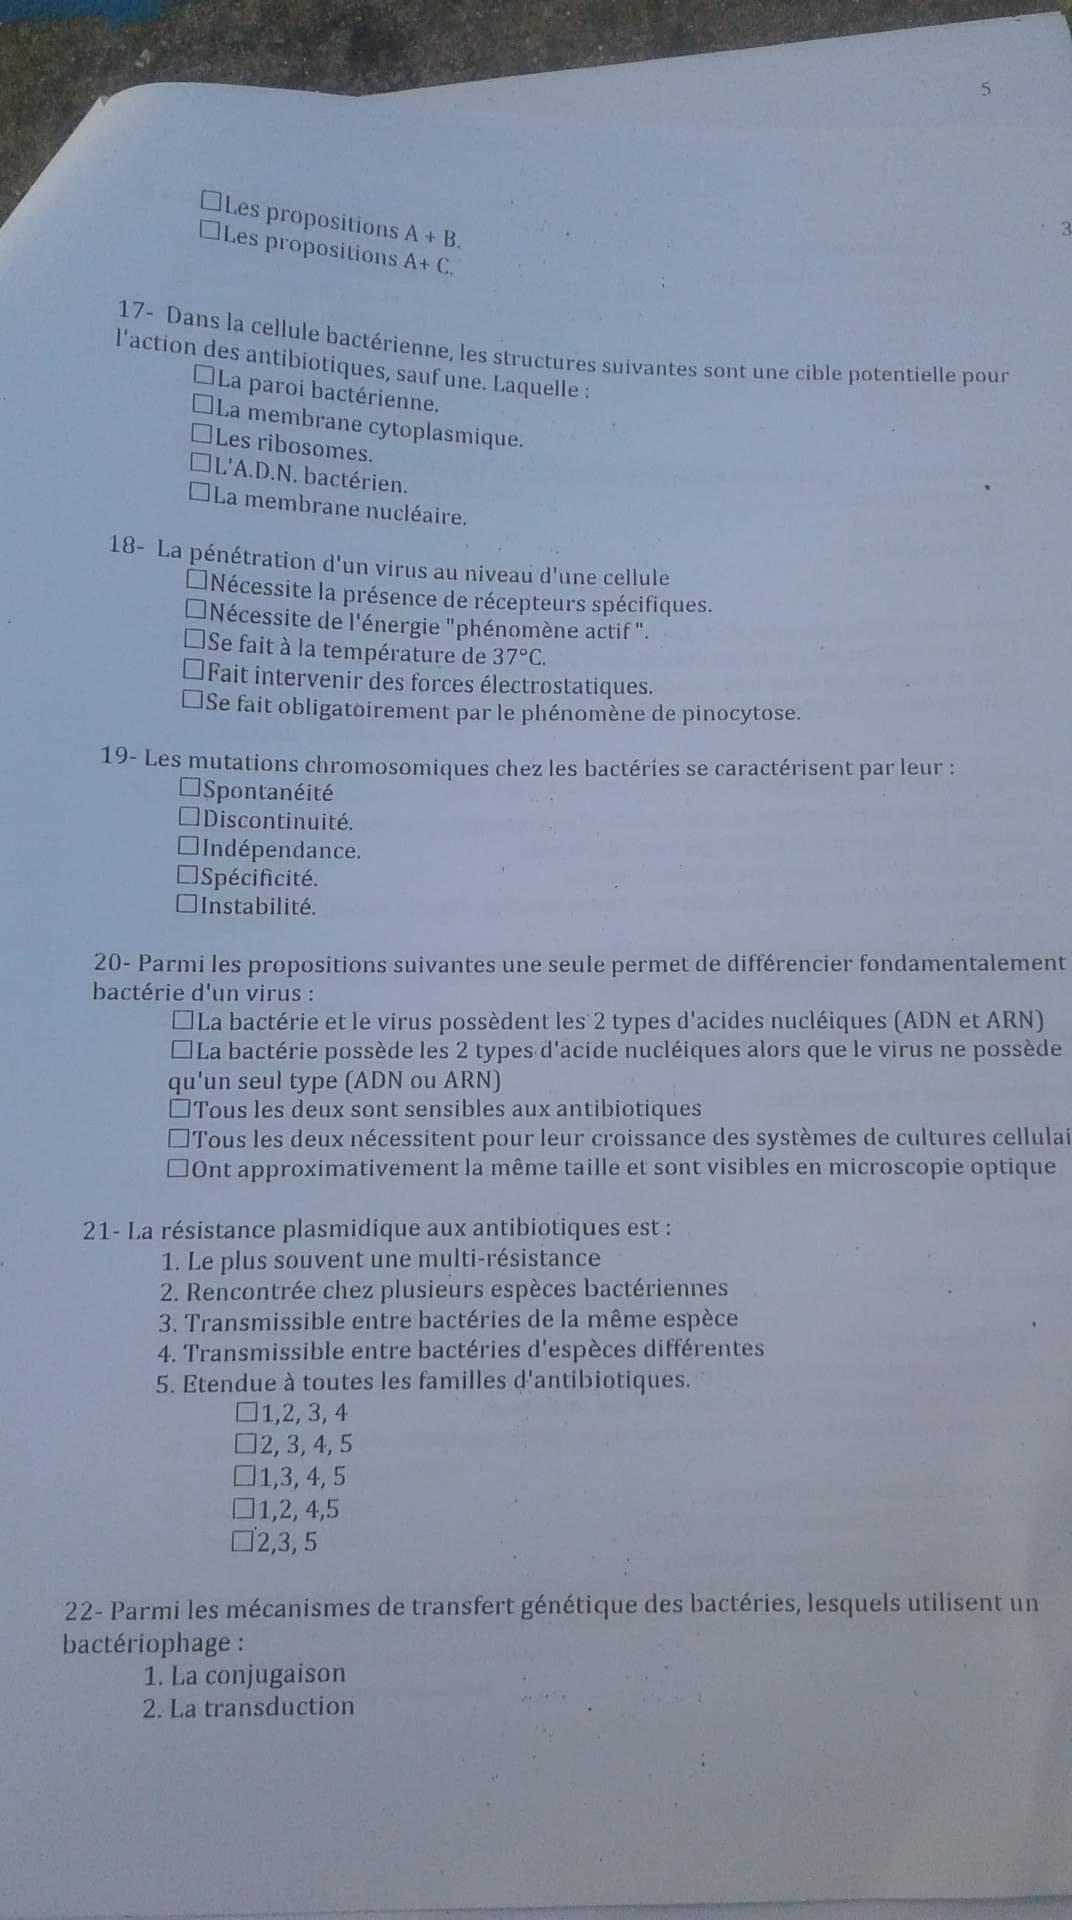 5
3
☐Les propositions A + B.
☐Les propositions A+ C.
17- Dans la cellule bactérienne, les structures suivantes sont une cible potentielle pour
l'action des antibiotiques, sauf une. Laquelle :
☐La paroi bactérienne.
☐La membrane cytoplasmique.
☐Les ribosomes.
☐L'A.D.N. bactérien.
☐La membrane nucléaire.
18- La pénétration d'un virus au niveau d'une cellule
☐Nécessite la présence de récepteurs spécifiques.
☐Nécessite de l'énergie "phénomène actif ".
☐Se fait à la température de 37°C.
☐Fait intervenir des forces électrostatiques.
☐Se fait obligatoirement par le phénomène de pinocytose.
19- Les mutations chromosomiques chez les bactéries se caractérisent par leur :
☐Spontanéité
☐Discontinuité.
☐Indépendance.
☐Spécificité.
☐Instabilité.
20- Parmi les propositions suivantes une seule permet de différencier fondamentalement
bactérie d'un virus :
☐La bactérie et le virus possèdent les 2 types d'acides nucléiques (ADN et ARN)
☐La bactérie possède les 2 types d'acide nucléiques alors que le virus ne possède
qu'un seul type (ADN ou ARN)
☐Tous les deux sont sensibles aux antibiotiques
☐Tous les deux nécessitent pour leur croissance des systèmes de cultures cellulai
☐Ont approximativement la même taille et sont visibles en microscopie optique
21- La résistance plasmidique aux antibiotiques est :
1. Le plus souvent une multi-résistance
2. Rencontrée chez plusieurs espèces bactériennes
3. Transmissible entre bactéries de la même espèce
4. Transmissible entre bactéries d'espèces différentes
5. Etendue à toutes les familles d'antibiotiques.
☐1,2, 3, 4
☐2, 3, 4, 5
☐1,3, 4, 5
☐1,2, 4,5
☐2,3, 5
22- Parmi les mécanismes de transfert génétique des bactéries, lesquels utilisent un
bactériophage :
1. La conjugaison
2. La transduction